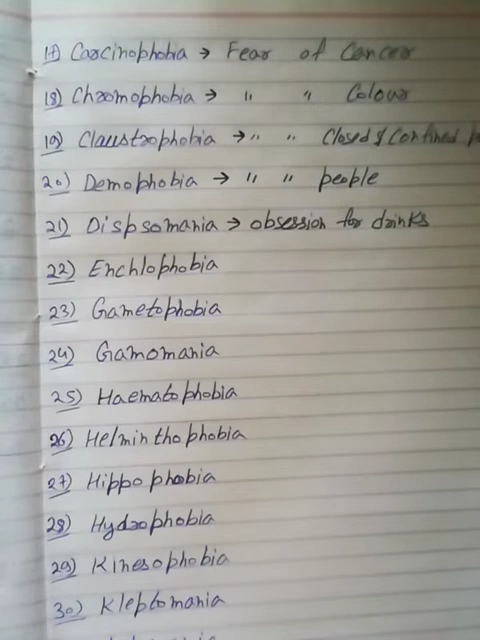 17) Carcinophobia → Fear of Cancer
18) Chromophobia → " " Colour
19) Claustrophobia → " " Closed & Confined
20) Demophobia → " " people
21) Dispsomania → obsession for drinks
22) Enchlophobia
23) Gametophobia
24) Gamomania
25) Haematophobia
26) Helminthophobia
27) Hippophobia
28) Hydrophobia
29) Kinesophobia
30) Kleptomania